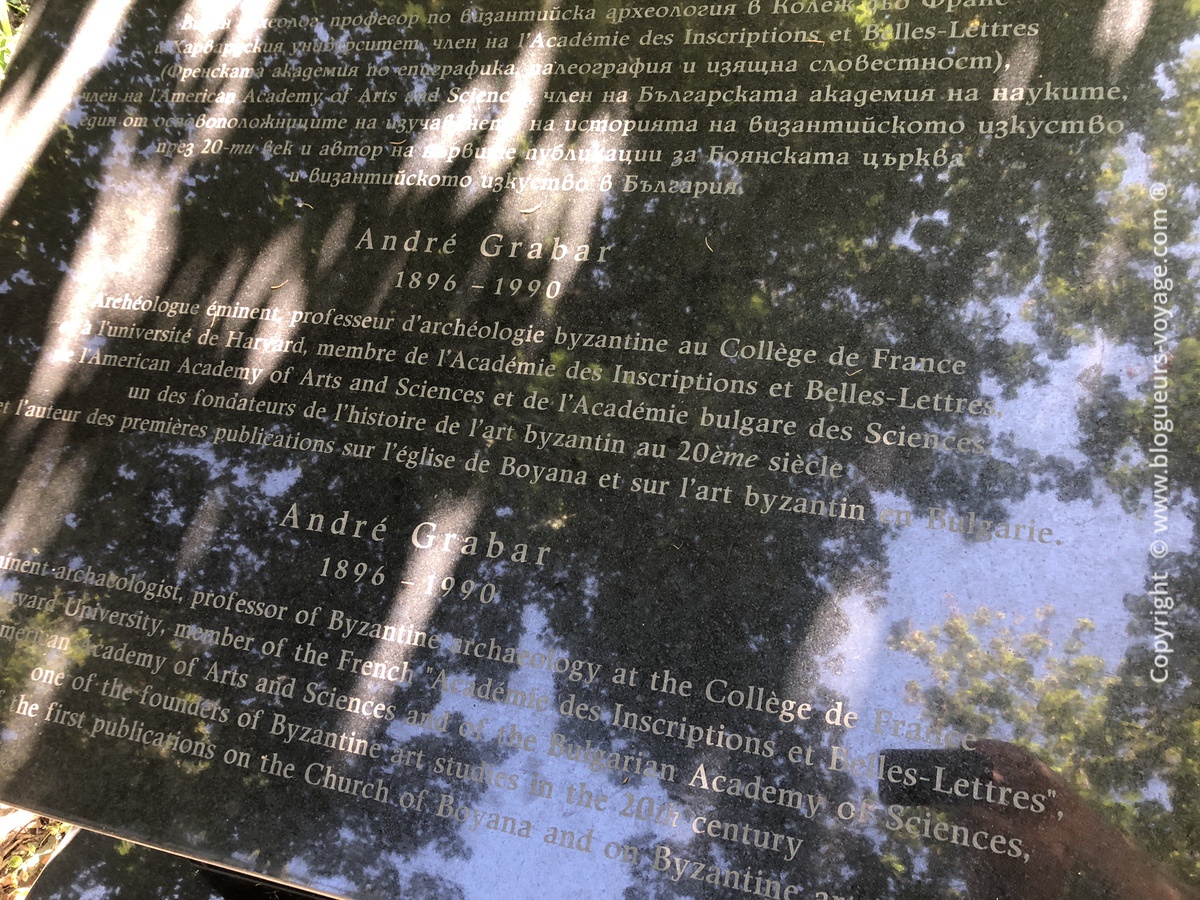 археолог, професор по византийска археология в Колеж дьо Франс
Харвардския университет, член на l'Académie des Inscriptions et Belles-Lettres
(Френската академия по епиграфика, палеография и изящна словестност),
член на l'American Academy of Arts and Sciences, член на Българската академия на науките,
един от основоположниците на изучаването на историята на византийското изкуство
през 20-ти век и автор на първите публикации за Боянската църква
и византийското изкуство в България.
André Grabar
1896 – 1990
Archéologue éminent, professeur d'archéologie byzantine au Collège de France
à l'université de Harvard, membre de l'Académie des Inscriptions et Belles-Lettres,
l'American Academy of Arts and Sciences et de l'Académie bulgare des Sciences
un des fondateurs de l'histoire de l'art byzantin au 20ème siècle
et l'auteur des premières publications sur l'église de Boyana et sur l'art byzantin en Bulgarie.
André Grabar
1896 – 1990
archaeologist, professor of Byzantine archaeology at the Collège de France
University, member of the French "Académie des Inscriptions et Belles-Lettres",
Academy of Arts and Sciences and of the Bulgarian Academy of Sciences,
one of the founders of Byzantine art studies in the 20th century
the first publications on the Church of Boyana and on Byzantine
Copyright © www.blogueurs-voyage.com ®